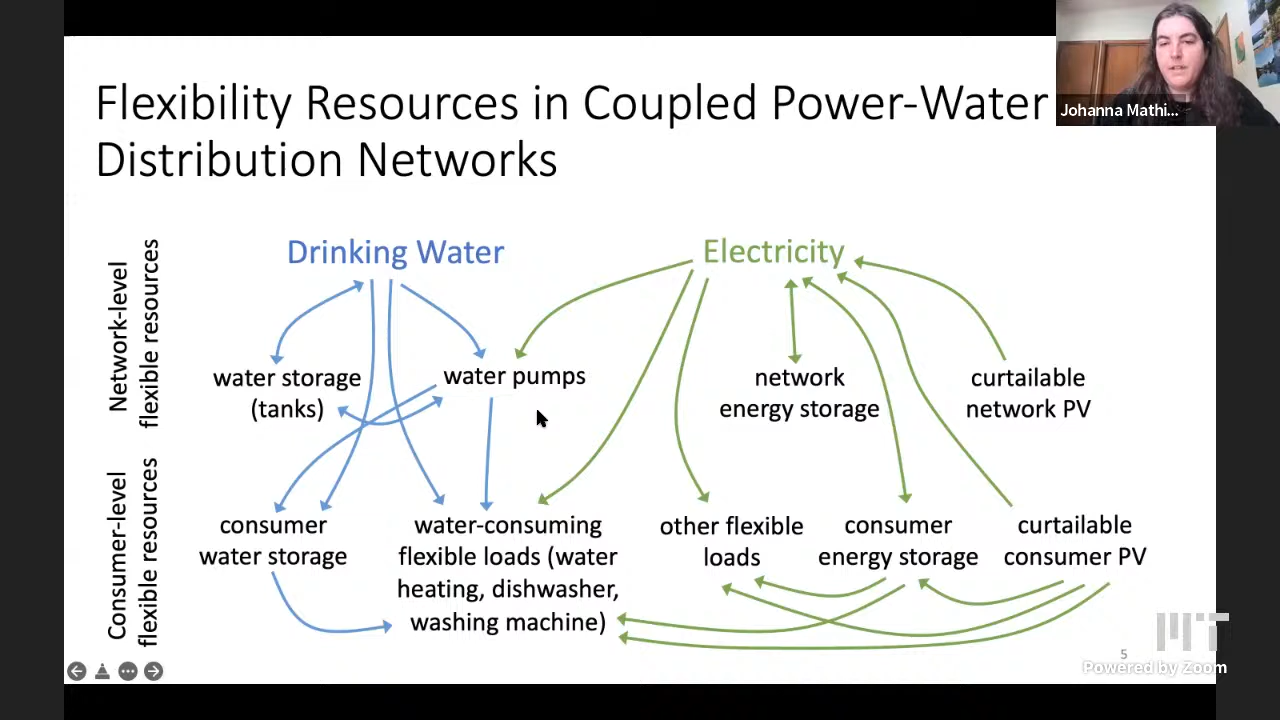 Flexibility Resources in Coupled Power-Water
Distribution Networks
Johanna Mathi...
Network-level
flexible resources
Drinking Water
Electricity
water storage
(tanks)
water pumps
network
energy storage
curtailable
network PV
Consumer-level
flexible resources
consumer
water storage
water-consuming
flexible loads (water
heating, dishwasher,
washing machine)
other flexible
loads
consumer
energy storage
curtailable
consumer PV
MIT
5
Powered by Zoom